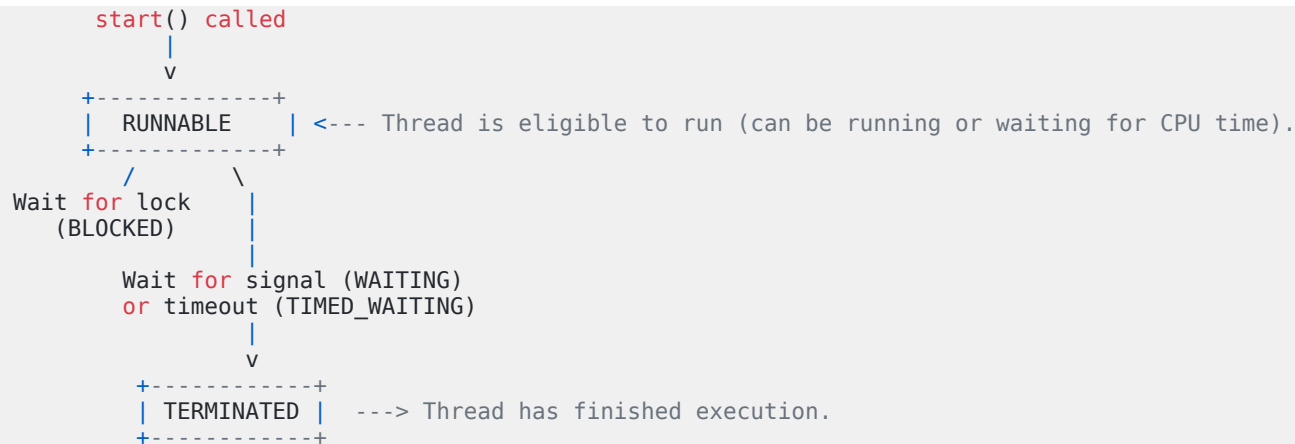 start() called
               |
               v
       +-------------+
       |  RUNNABLE    | <--- Thread is eligible to run (can be running or waiting for CPU time).
       +-------------+
           /         \
Wait for lock      |
    (BLOCKED)       |
                       |
          Wait for signal (WAITING)
          or timeout (TIMED_WAITING)
                       |
                       v
            +------------+
            | TERMINATED |  ---> Thread has finished execution.
            +------------+